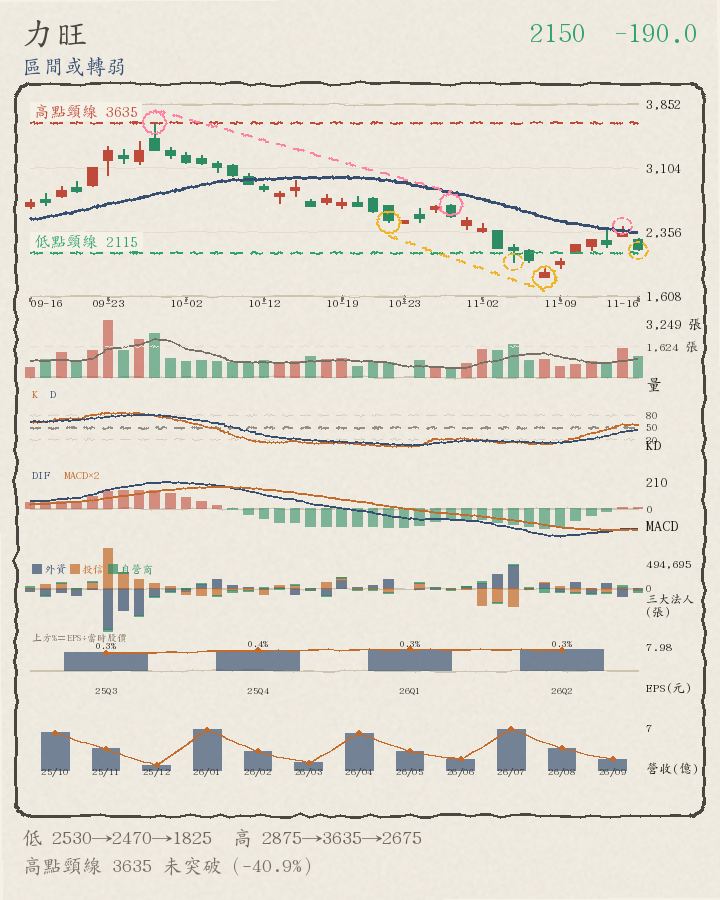 力旺
2150 -190.0
區間或轉弱
高點頸線 3635
3,852
3,104
2,356
低點頸線 2115
1,608
09-16 09-23 10-02 10-12 10-19 10-23 11-02 11-09 11-16
3,249 張
1,624 張
量
K D
80
50
20
KD
DIF MACD×2
210
0
MACD
外資 投信 自營商
494,695
0
三大法人
(張)
上方%=EPS÷當時股價
0.3% 0.4% 0.3% 0.3%
7.98
25Q3 25Q4 26Q1 26Q2
EPS(元)
7
25/10 25/11 25/12 26/01 26/02 26/03 26/04 26/05 26/06 26/07 26/08 26/09
營收(億)
低 2530→2470→1825 高 2875→3635→2675
高點頸線 3635 未突破 (-40.9%)